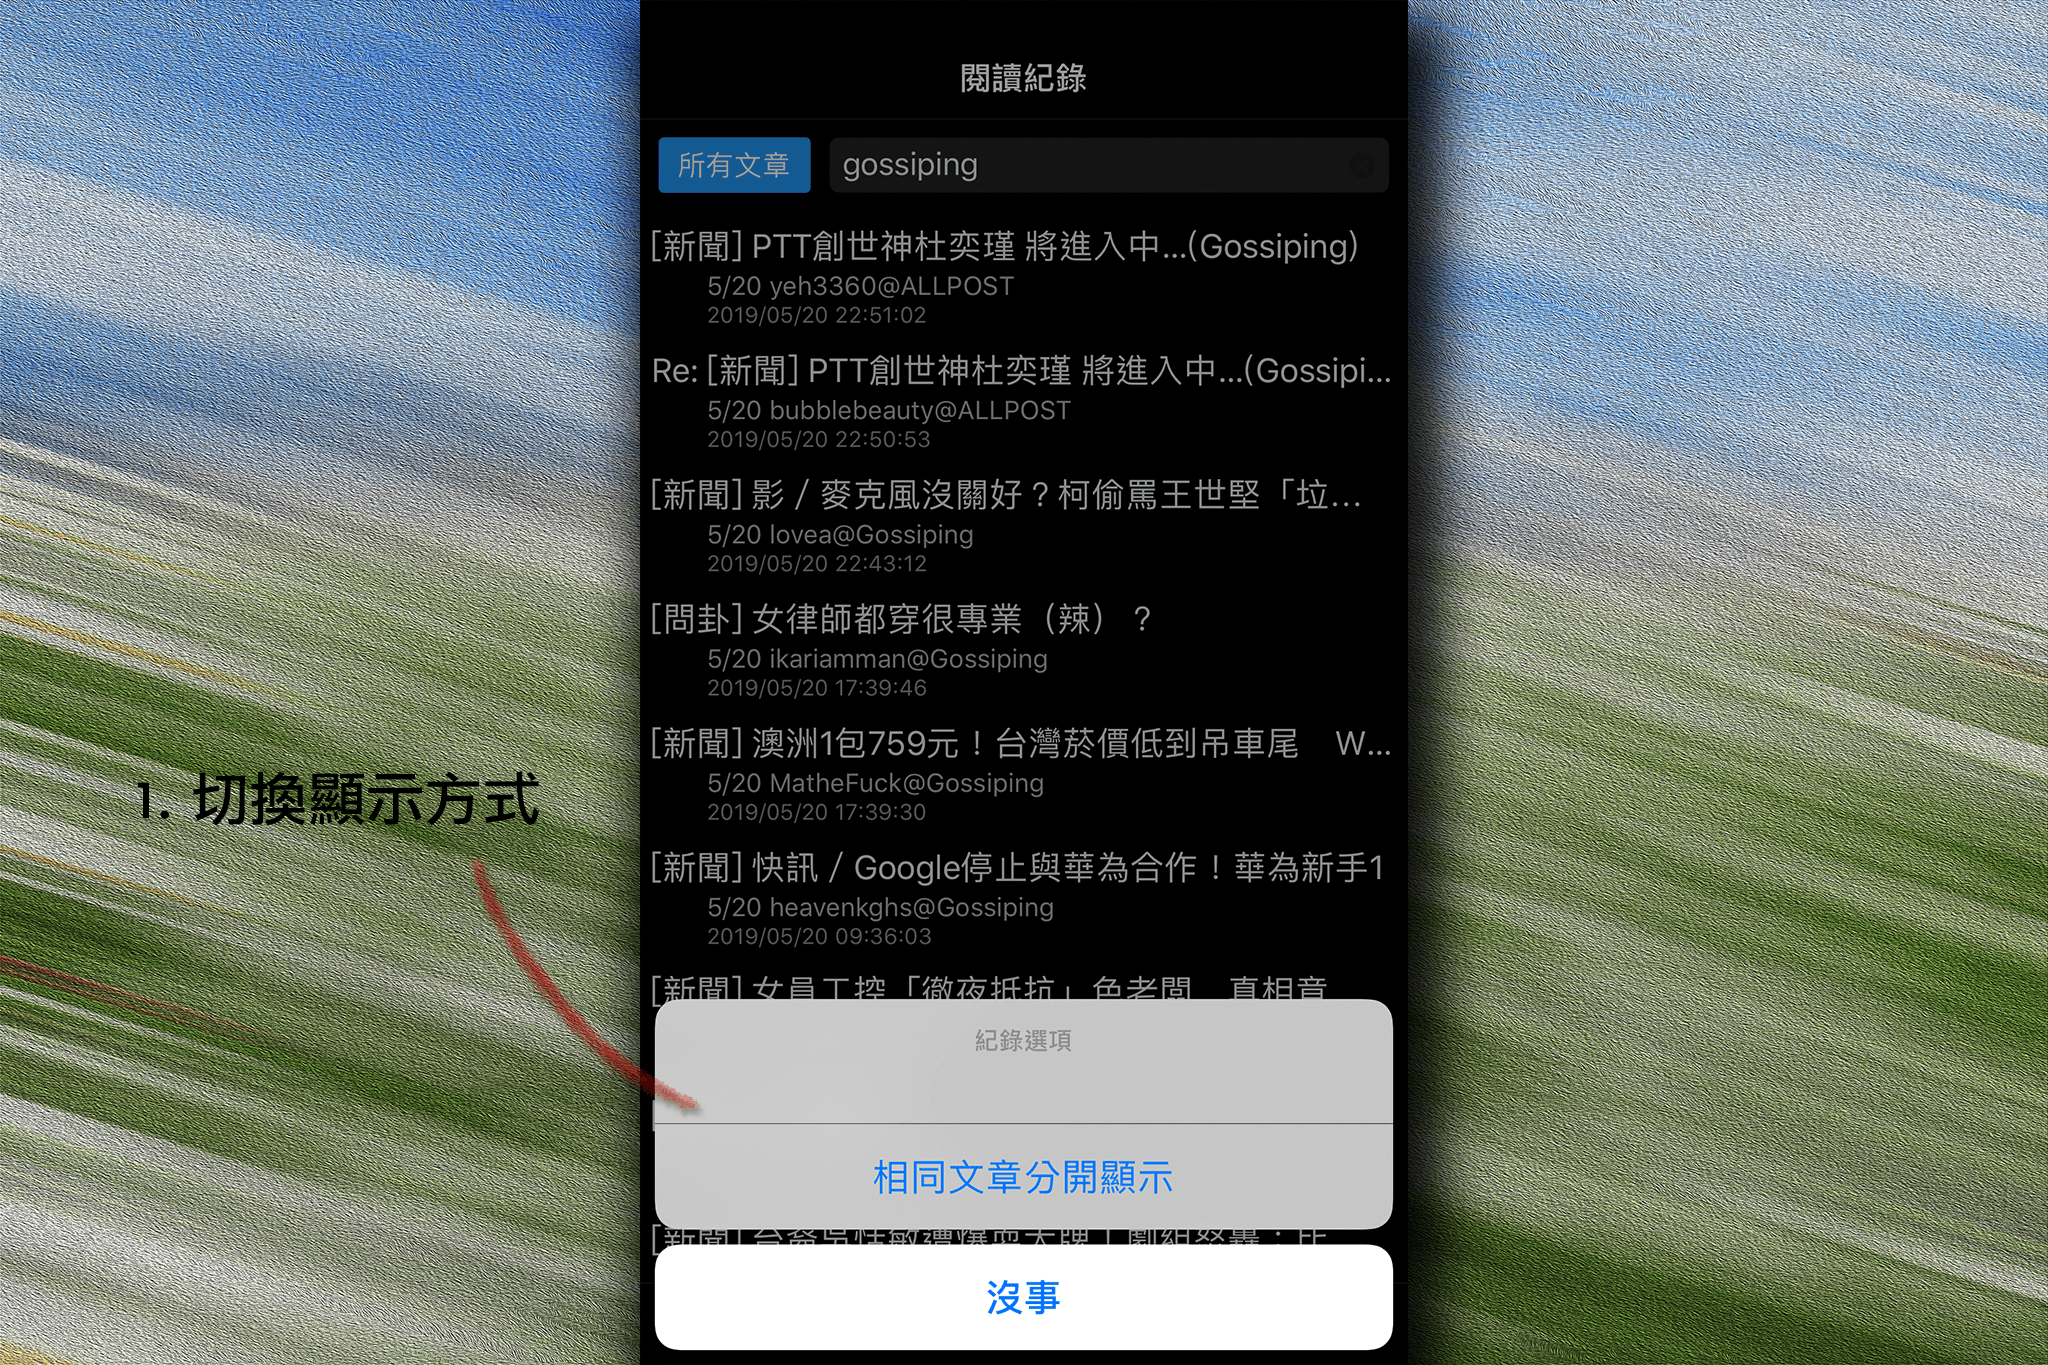 閱讀紀錄
所有文章 gossiping
[新聞] PTT創世神杜奕瑾 將進入中...(Gossiping)
5/20 yeh3360@ALLPOST
2019/05/20 22:51:02
Re: [新聞] PTT創世神杜奕瑾 將進入中...(Gossipi...
5/20 bubblebeauty@ALLPOST
2019/05/20 22:50:53
[新聞] 影／麥克風沒關好？柯偷罵王世堅「垃...
5/20 lovea@Gossiping
2019/05/20 22:43:12
[問卦] 女律師都穿很專業（辣）？
5/20 ikariamman@Gossiping
2019/05/20 17:39:46
[新聞] 澳洲1包759元！台灣菸價低到吊車尾　W...
5/20 MatheFuck@Gossiping
2019/05/20 17:39:30
1. 切換顯示方式
[新聞] 快訊／Google停止與華為合作！華為新手1
5/20 heavenkghs@Gossiping
2019/05/20 09:36:03
[新聞] 女員工控「徹夜抵抗」色老闆　真相意
紀錄選項
相同文章分開顯示
[新聞]
沒事